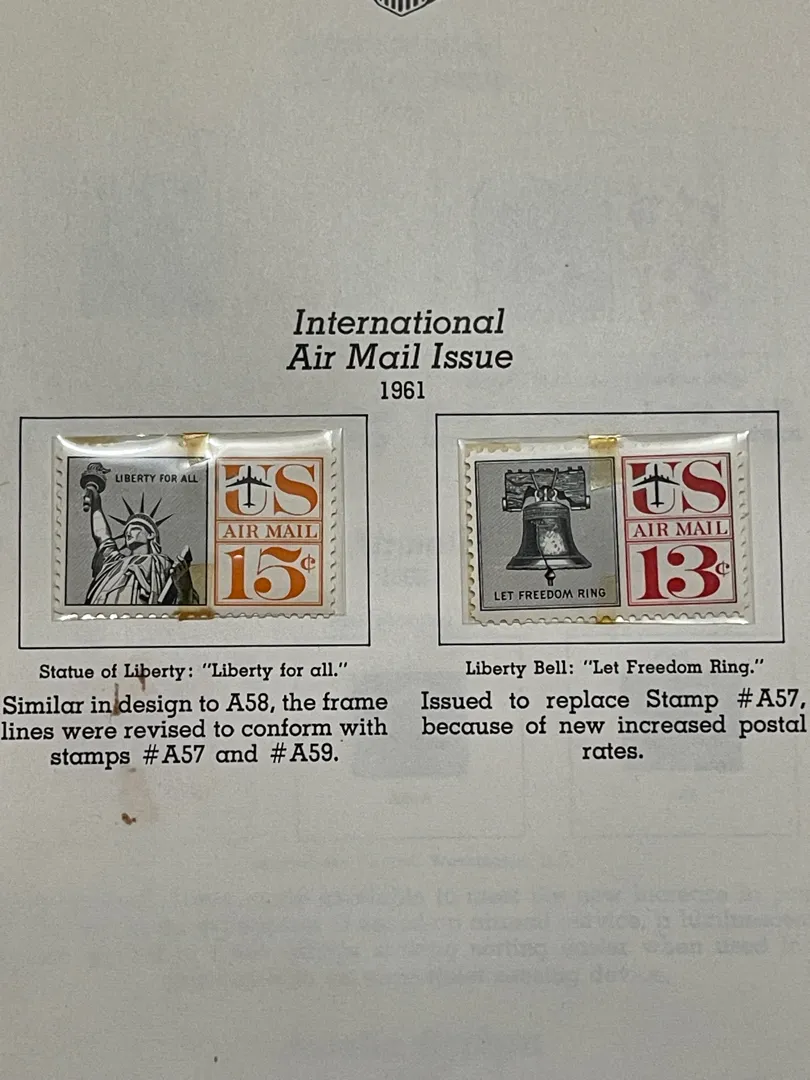 International
Air Mail Issue
1961
LIBERTY FOR ALL
US
AIR MAIL
15¢
US
AIR MAIL
13¢
LET FREEDOM RING
Statue of Liberty: "Liberty for all."
Similar in design to A58, the frame
lines were revised to conform with
stamps #A57 and #A59.
Liberty Bell: "Let Freedom Ring."
Issued to replace Stamp #A57,
because of new increased postal
rates.